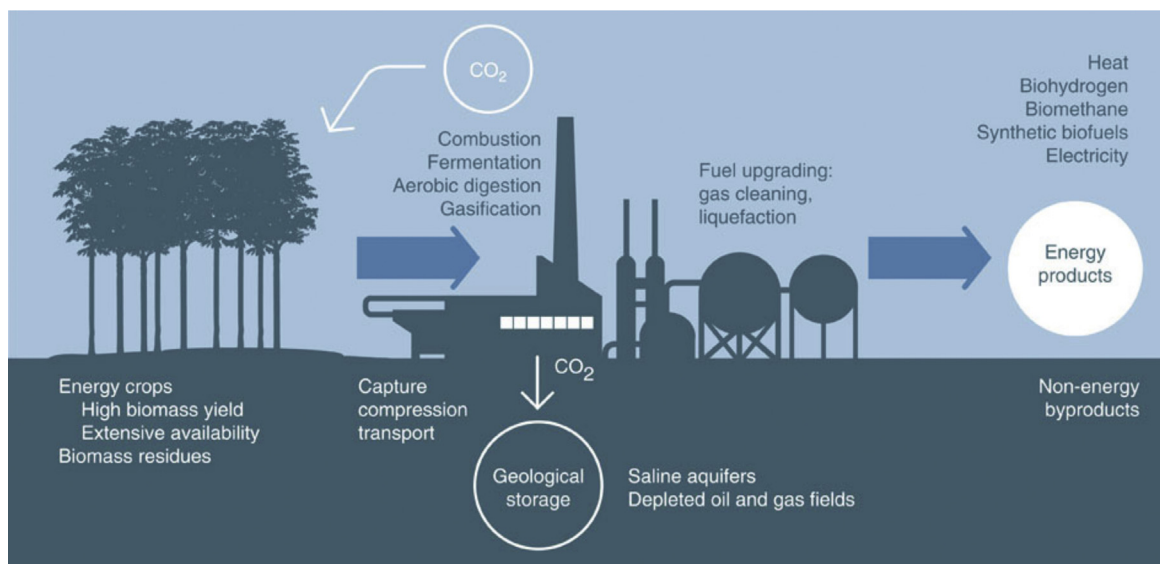 CO2
Combustion
Fermentation
Aerobic digestion
Gasification
Fuel upgrading:
gas cleaning,
liquefaction
Heat
Biohydrogen
Biomethane
Synthetic biofuels
Electricity
Energy
products
Energy crops
High biomass yield
Extensive availability
Biomass residues
Capture
compression
transport
CO2
Geological
storage
Saline aquifers
Depleted oil and gas fields
Non-energy
byproducts